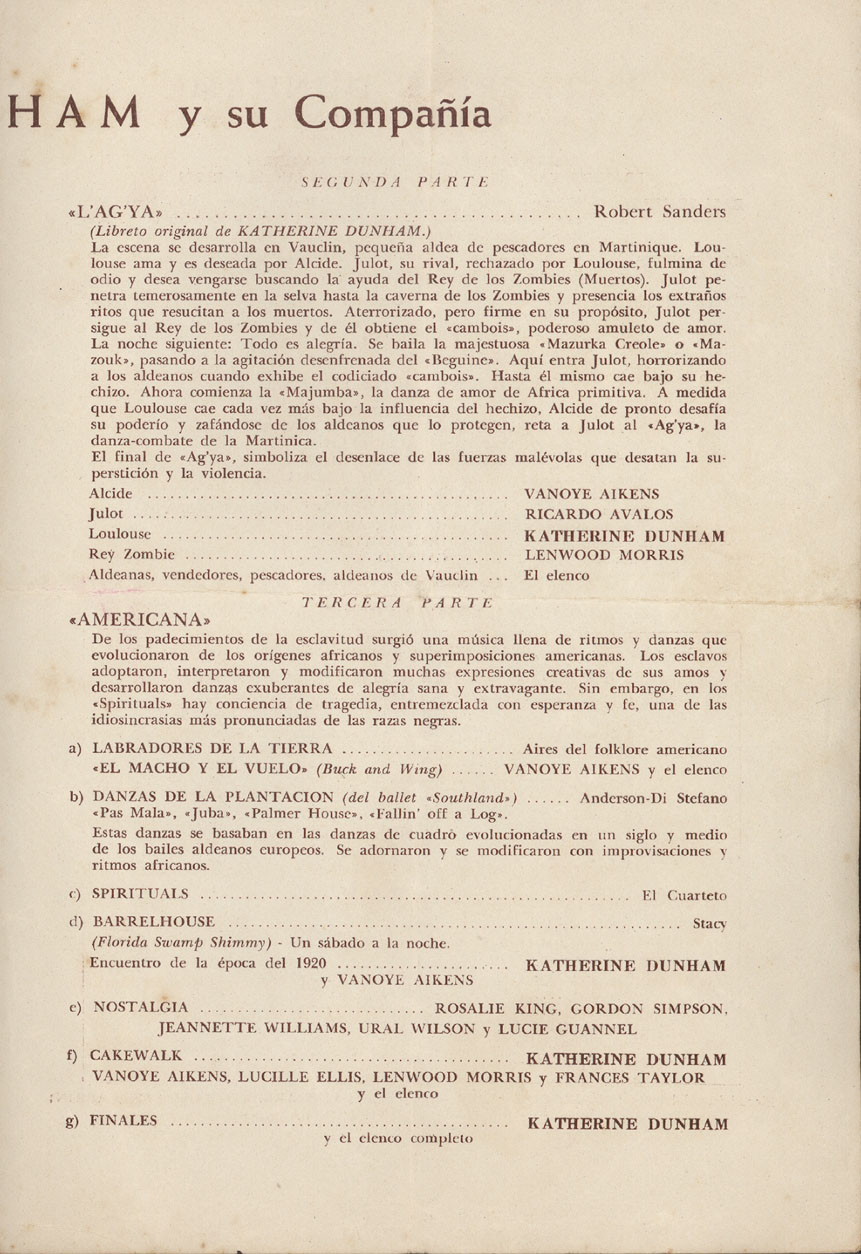 HAM y su Compañía
SEGUNDA PARTE
«L'AG'YA» ............................................ Robert Sanders
(Libreto original de KATHERINE DUNHAM.)
La escena se desarrolla en Vauclin, pequeña aldea de pescadores en Martinique. Lou-
louse ama y es deseada por Alcide. Julot, su rival, rechazado por Loulouse, fulmina de
odio y desea vengarse buscando la ayuda del Rey de los Zombies (Muertos). Julot pe-
netra temerosamente en la selva hasta la caverna de los Zombies y presencia los extraños
ritos que resucitan a los muertos. Aterrorizado, pero firme en su propósito, Julot per-
sigue al Rey de los Zombies y de él obtiene el «cambois», poderoso amuleto de amor.
La noche siguiente: Todo es alegría. Se baila la majestuosa «Mazurka Creole» o «Ma-
zouk», pasando a la agitación desenfrenada del «Beguine». Aquí entra Julot, horrorizando
a los aldeanos cuando exhibe el codiciado «cambois». Hasta él mismo cae bajo su he-
chizo. Ahora comienza la «Majumba», la danza de amor de Africa primitiva. A medida
que Loulouse cae cada vez más bajo la influencia del hechizo, Alcide de pronto desafía
su poderío y zafándose de los aldeanos que lo protegen, reta a Julot al «Ag'ya», la
danza-combate de la Martinica.
El final de «Ag'ya», simboliza el desenlace de las fuerzas malévolas que desatan la su-
perstición y la violencia.
Alcide ................................................ VANOYE AIKENS
Julot .................................................. RICARDO AVALOS
Loulouse .............................................. KATHERINE DUNHAM
Rey Zombie ........................................... LENWOOD MORRIS
Aldeanas, vendedores, pescadores, aldeanos de Vauclin ... El elenco
TERCERA PARTE
«AMERICANA»
De los padecimientos de la esclavitud surgió una música llena de ritmos y danzas que
evolucionaron de los orígenes africanos y superimposiciones americanas. Los esclavos
adoptaron, interpretaron y modificaron muchas expresiones creativas de sus amos y
desarrollaron danzas exuberantes de alegría sana y extravagante. Sin embargo, en los
«Spirituals» hay conciencia de tragedia, entremezclada con esperanza y fe, una de las
idiosincrasias más pronunciadas de las razas negras.
a) LABRADORES DE LA TIERRA ....................... Aires del folklore americano
«EL MACHO Y EL VUELO» (Buck and Wing) ...... VANOYE AIKENS y el elenco
b) DANZAS DE LA PLANTACION (del ballet «Southland») ...... Anderson-Di Stefano
«Pas Mala», «Juba», «Palmer House», «Fallin' off a Log».
Estas danzas se basaban en las danzas de cuadro evolucionadas en un siglo y medio
de los bailes aldeanos europeos. Se adornaron y se modificaron con improvisaciones y
ritmos africanos.
c) SPIRITUALS .......................................................... El Cuarteto
d) BARRELHOUSE ............................................................ Stacy
(Florida Swamp Shimmy) - Un sábado a la noche.
Encuentro de la época del 1920 ....................... KATHERINE DUNHAM
y VANOYE AIKENS
e) NOSTALGIA .............................. ROSALIE KING, GORDON SIMPSON,
JEANNETTE WILLIAMS, URAL WILSON y LUCIE GUANNEL
f) CAKEWALK .......................................... KATHERINE DUNHAM
VANOYE AIKENS, LUCILLE ELLIS, LENWOOD MORRIS y FRANCES TAYLOR
y el elenco
g) FINALES ............................................. KATHERINE DUNHAM
y el elenco completo